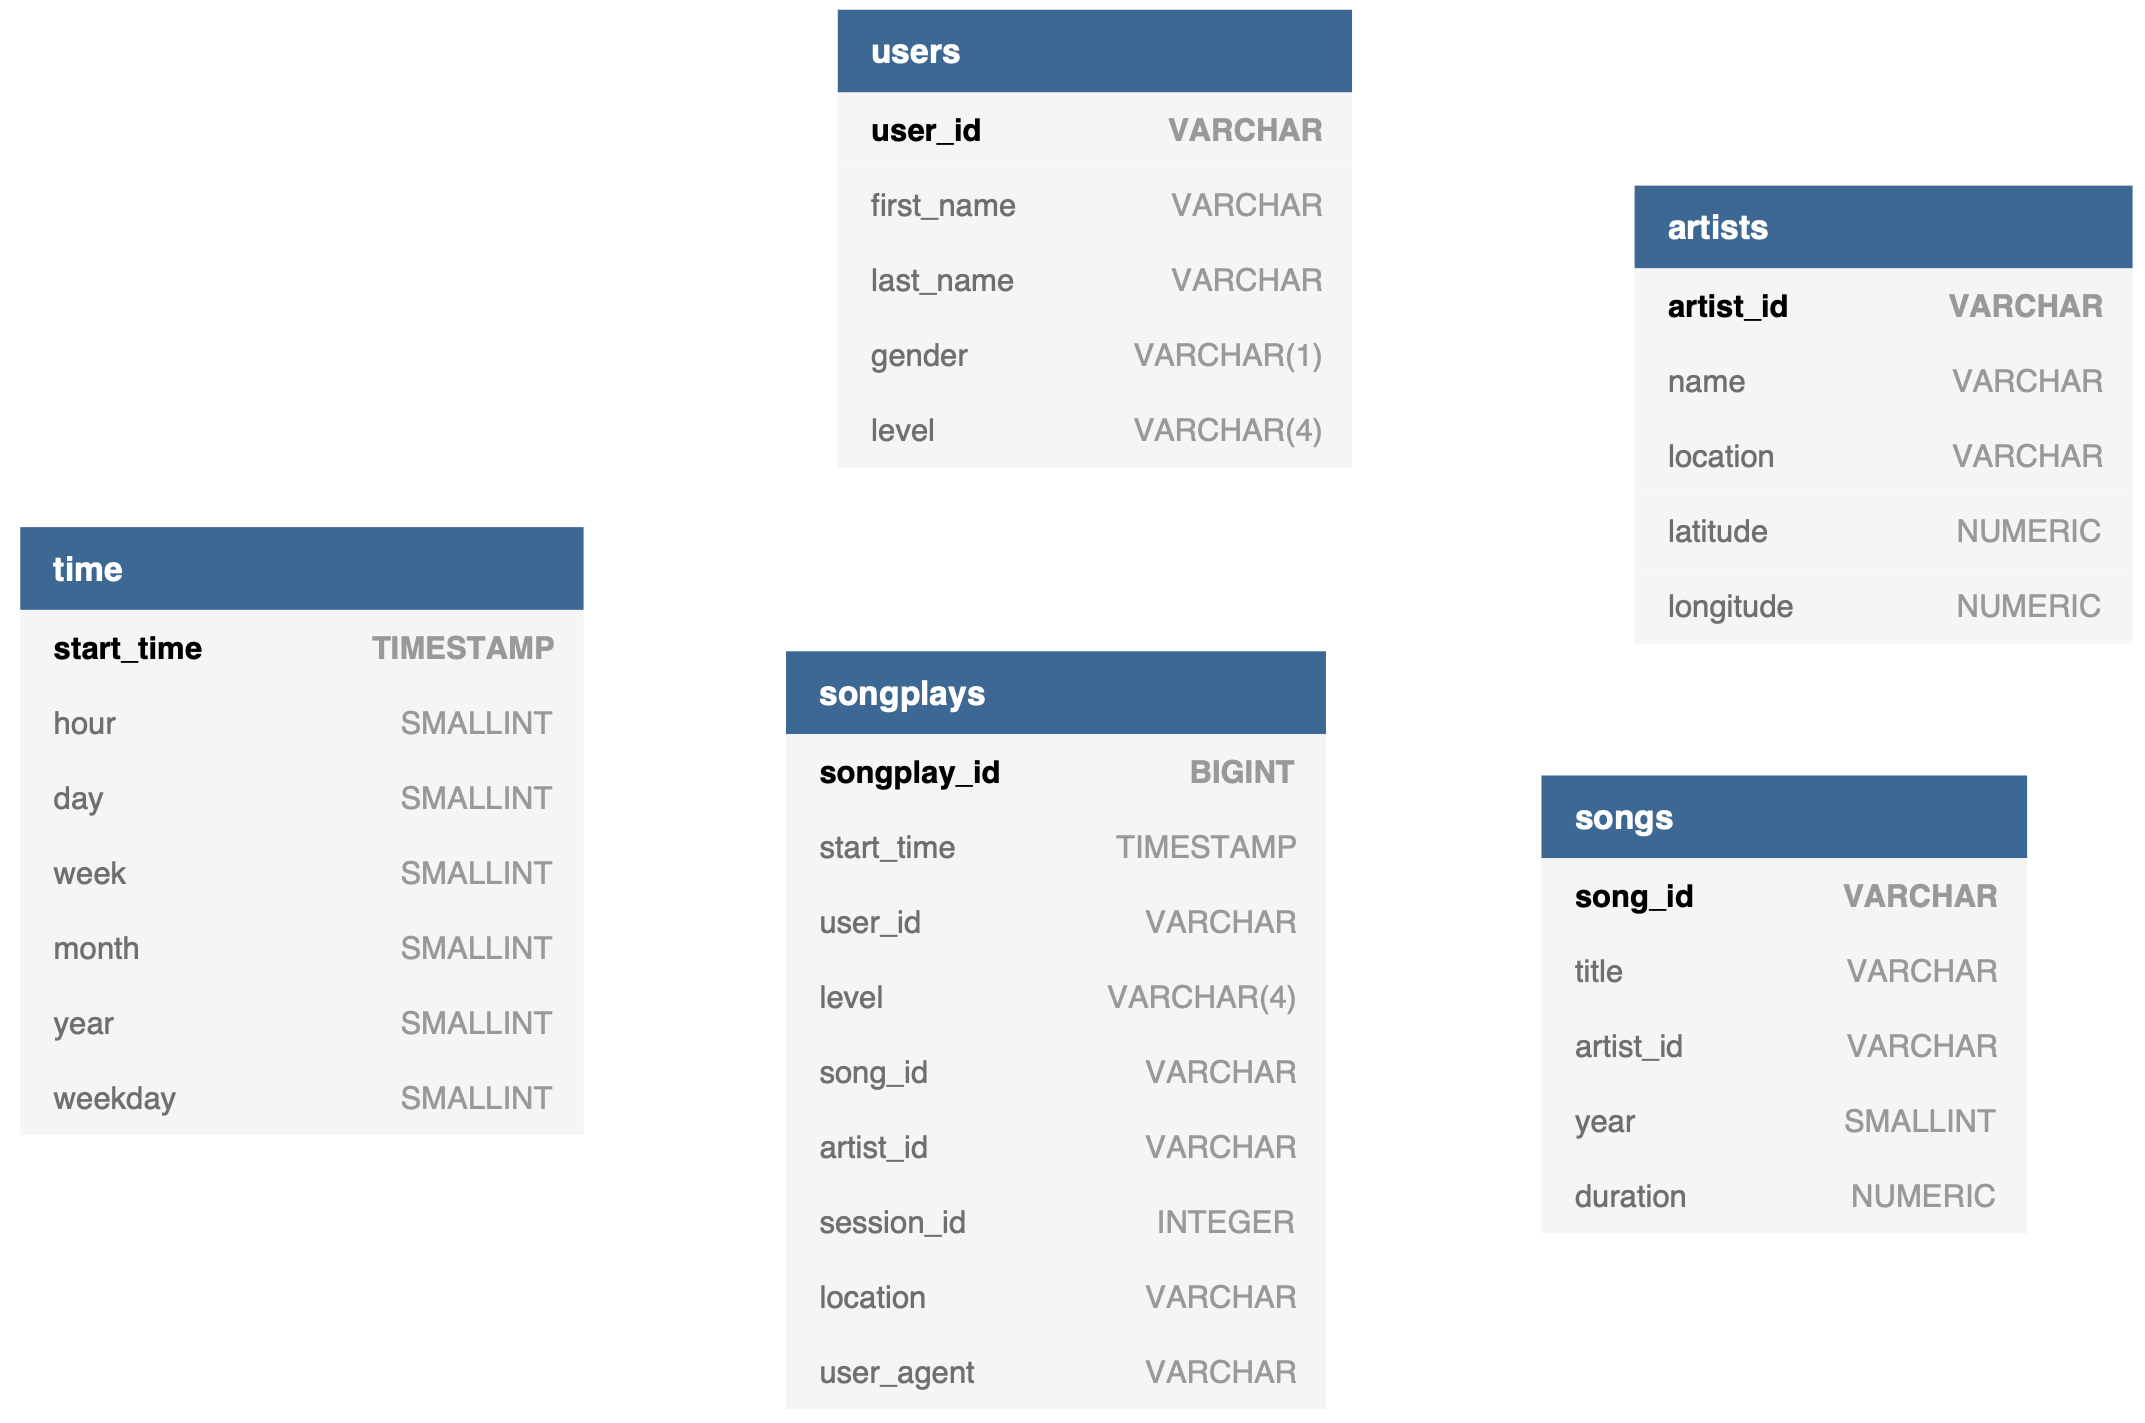 users
user_id VARCHAR
first_name VARCHAR
last_name VARCHAR
gender VARCHAR(1)
level VARCHAR(4)
artists
artist_id VARCHAR
name VARCHAR
location VARCHAR
latitude NUMERIC
longitude NUMERIC
time
start_time TIMESTAMP
hour SMALLINT
day SMALLINT
week SMALLINT
month SMALLINT
year SMALLINT
weekday SMALLINT
songplays
songplay_id BIGINT
start_time TIMESTAMP
user_id VARCHAR
level VARCHAR(4)
song_id VARCHAR
artist_id VARCHAR
session_id INTEGER
location VARCHAR
user_agent VARCHAR
songs
song_id VARCHAR
title VARCHAR
artist_id VARCHAR
year SMALLINT
duration NUMERIC